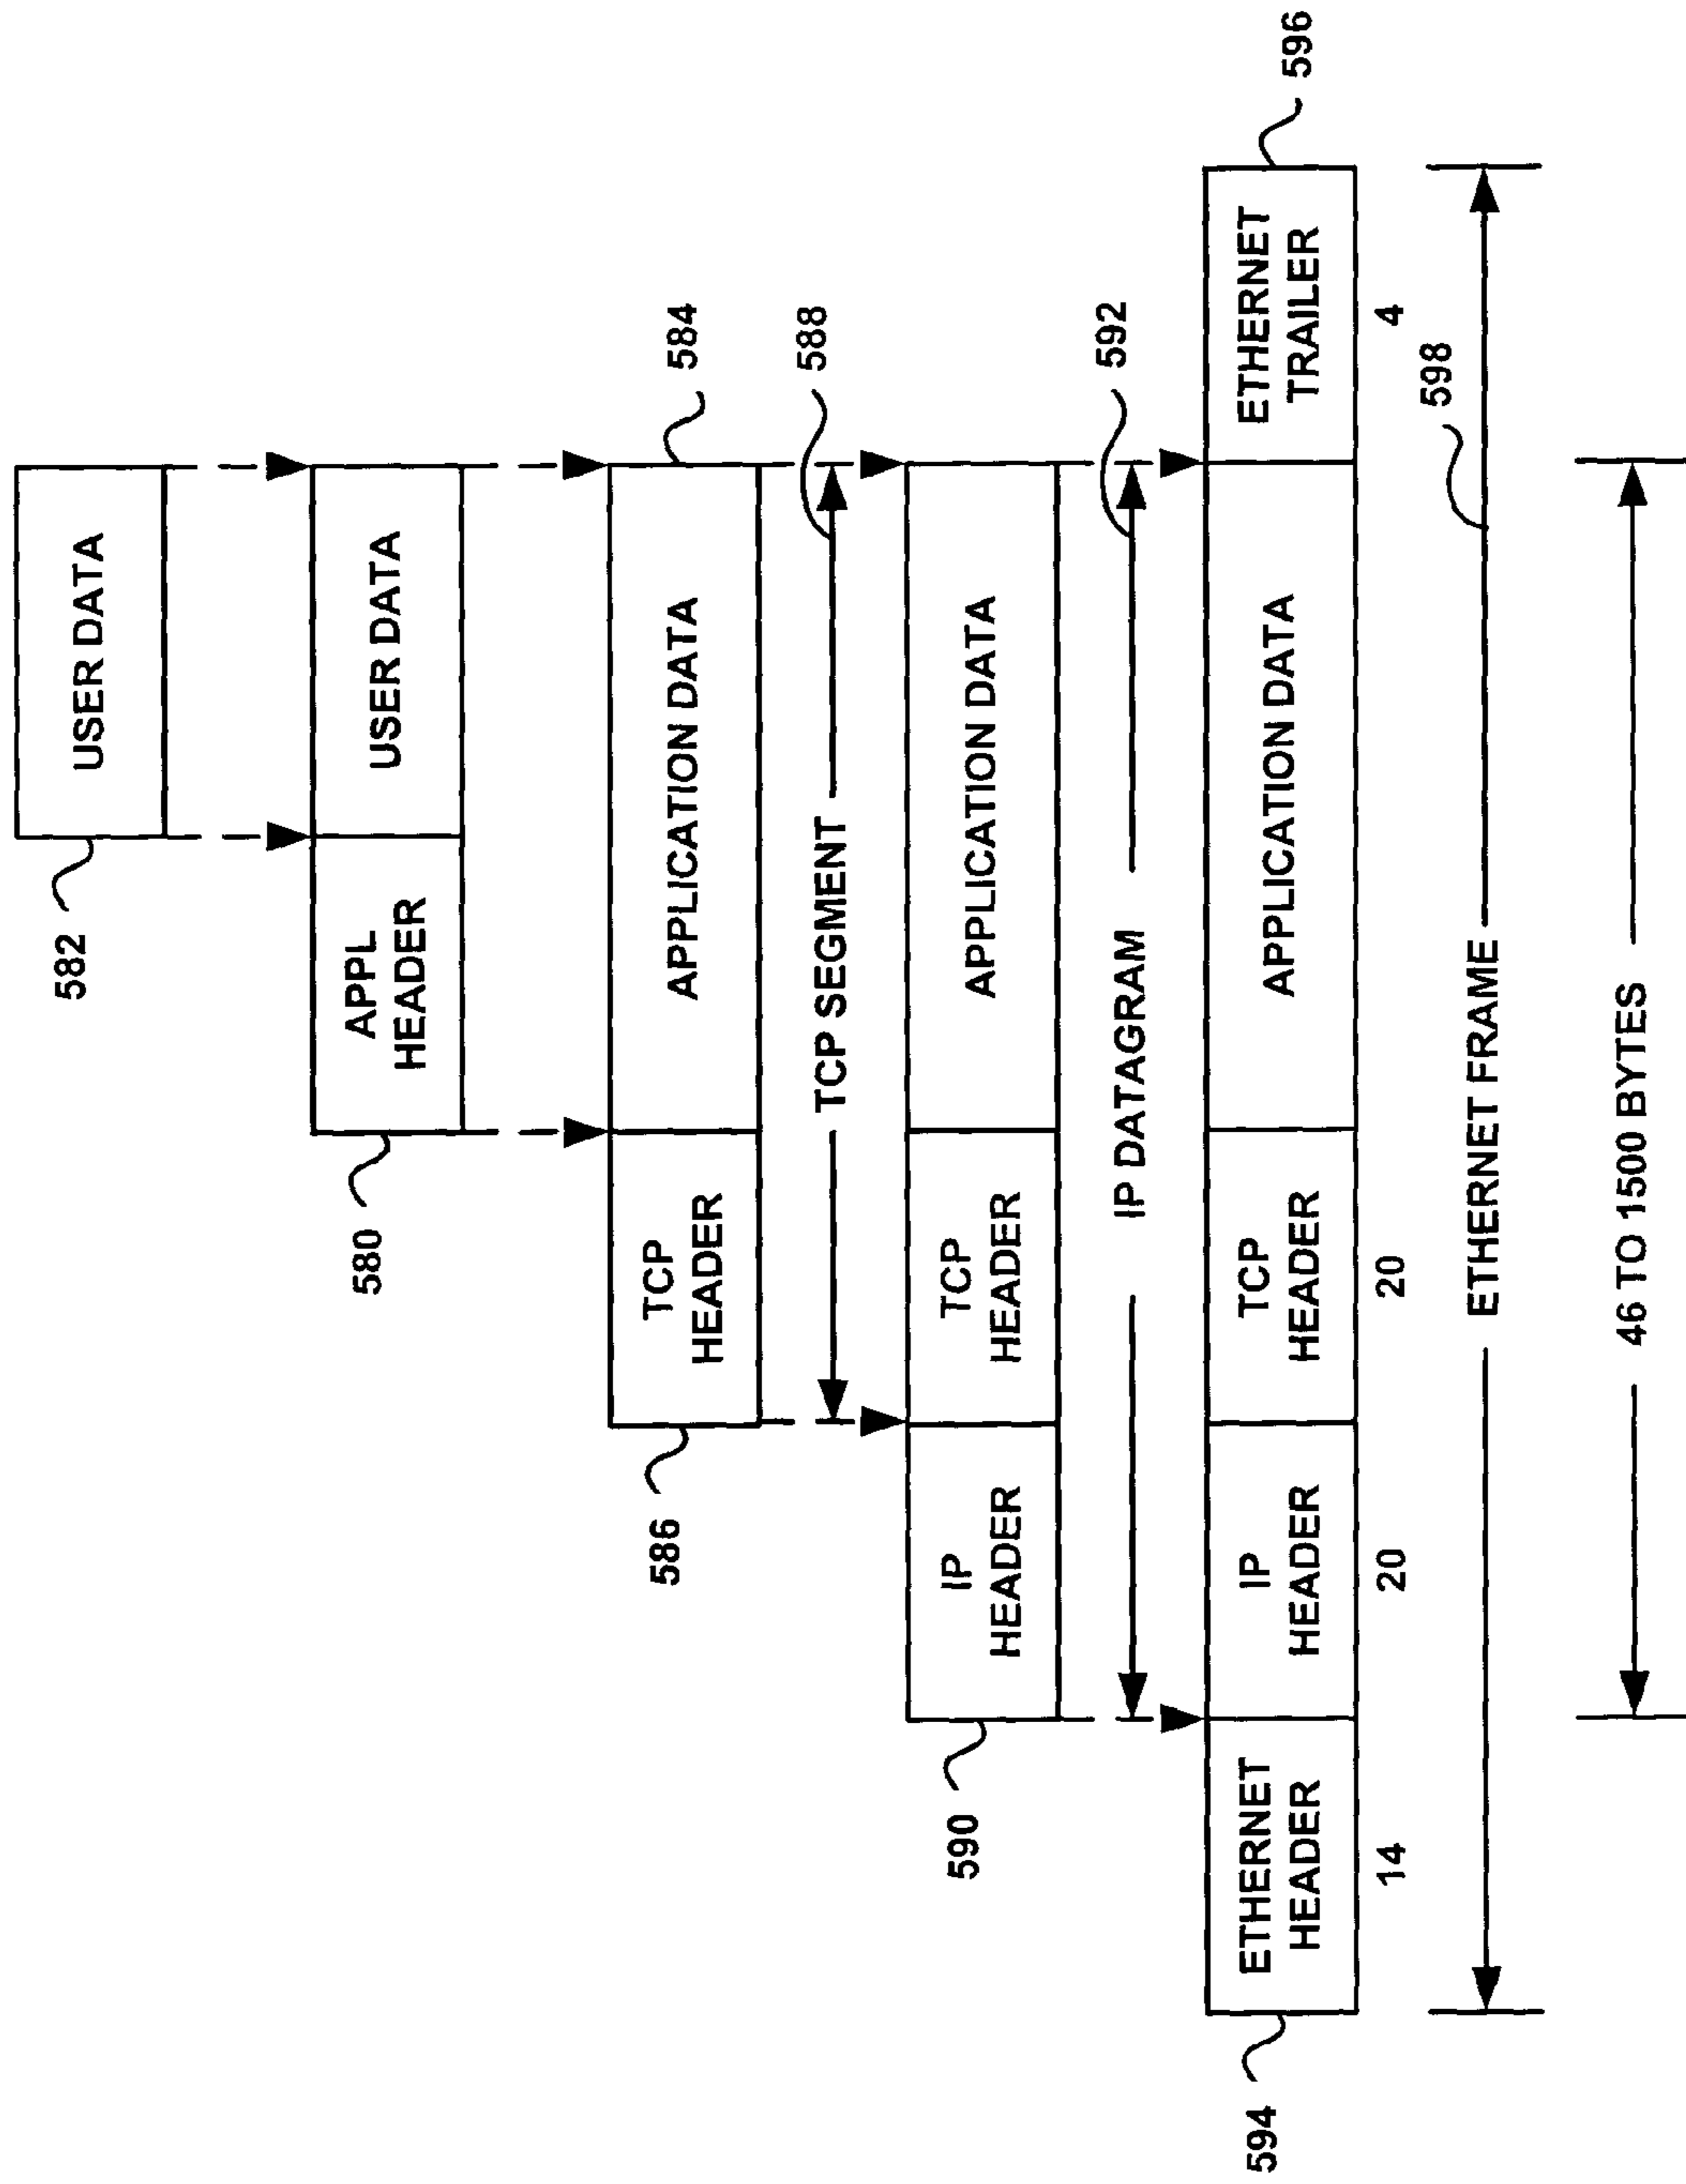 582
USER DATA
580
APPL
HEADER
USER DATA
586
TCP
HEADER
APPLICATION DATA
584
TCP SEGMENT
588
590
IP
HEADER
TCP
HEADER
APPLICATION DATA
IP DATAGRAM
592
594
ETHERNET
HEADER
IP
HEADER
TCP
HEADER
APPLICATION DATA
ETHERNET
TRAILER
596
14
20
20
4
ETHERNET FRAME
598
46 TO 1500 BYTES